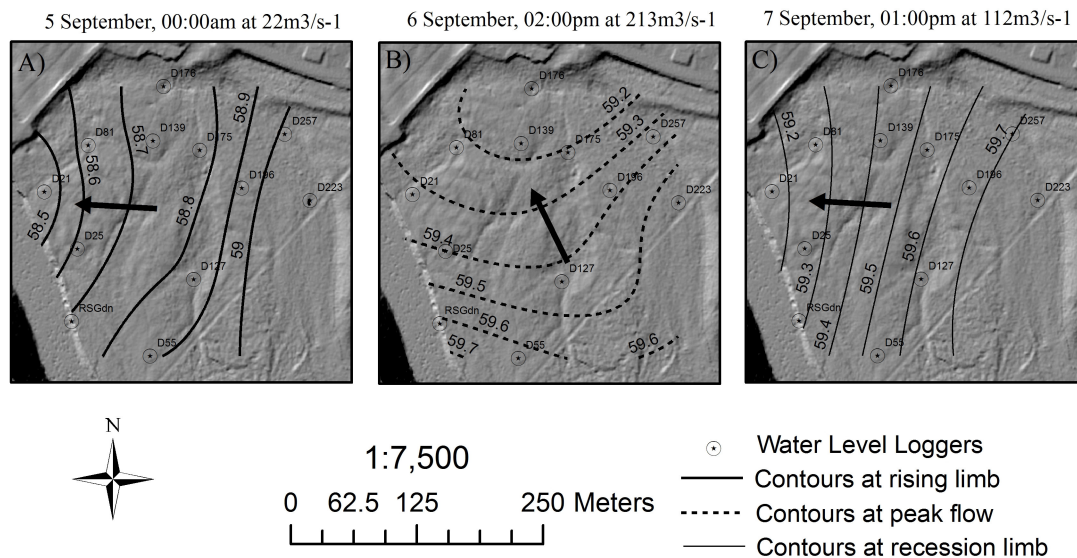 5 September, 00:00am at 22m3/s-1
6 September, 02:00pm at 213m3/s-1
7 September, 01:00pm at 112m3/s-1
A)
D176
58.9
D257
D81
D139
D175
58.7
58.6
D21
D196
D223
58.5
58.8
D25
59
D127
RSGdn
D55
B)
D176
59.2
59.3
D257
D81
D139
D175
D21
D196
D223
59.4
D25
D127
59.5
RSGdn
59.6
59.6
59.7
D55
C)
D176
59.2
59.7
D257
D81
D139
D175
D21
D196
D223
D25
59.6
59.3
59.5
D127
RSGdn
59.4
D55
N
1:7,500
0 62.5 125 250 Meters
Water Level Loggers
Contours at rising limb
Contours at peak flow
Contours at recession limb